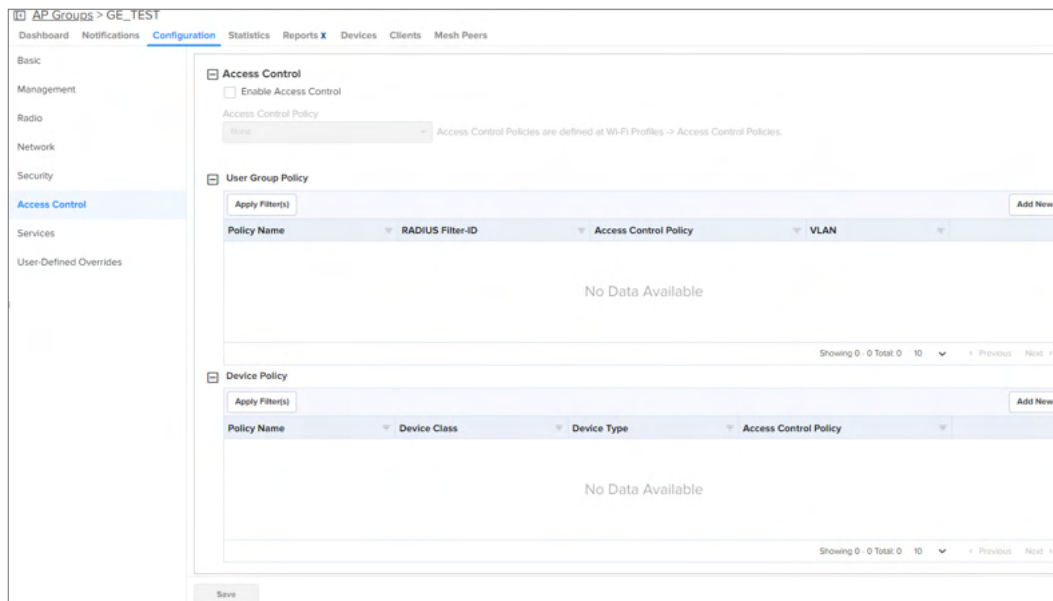 AP Groups > GE_TEST
Dashboard Notifications Configuration Statistics Reports X Devices Clients Mesh Peers
Basic
Management
Radio
Network
Security
Access Control
Services
User-Defined Overrides
Access Control
Enable Access Control
Access Control Policy
None Access Control Policies are defined at Wi-Fi Profiles -> Access Control Policies.
User Group Policy
Apply Filter(s) Add New
Policy Name RADIUS Filter-ID Access Control Policy VLAN
No Data Available
Showing 0 - 0 Total: 0 10 < Previous Next >
Device Policy
Apply Filter(s) Add New
Policy Name Device Class Device Type Access Control Policy
No Data Available
Showing 0 - 0 Total: 0 10 < Previous Next >
Save